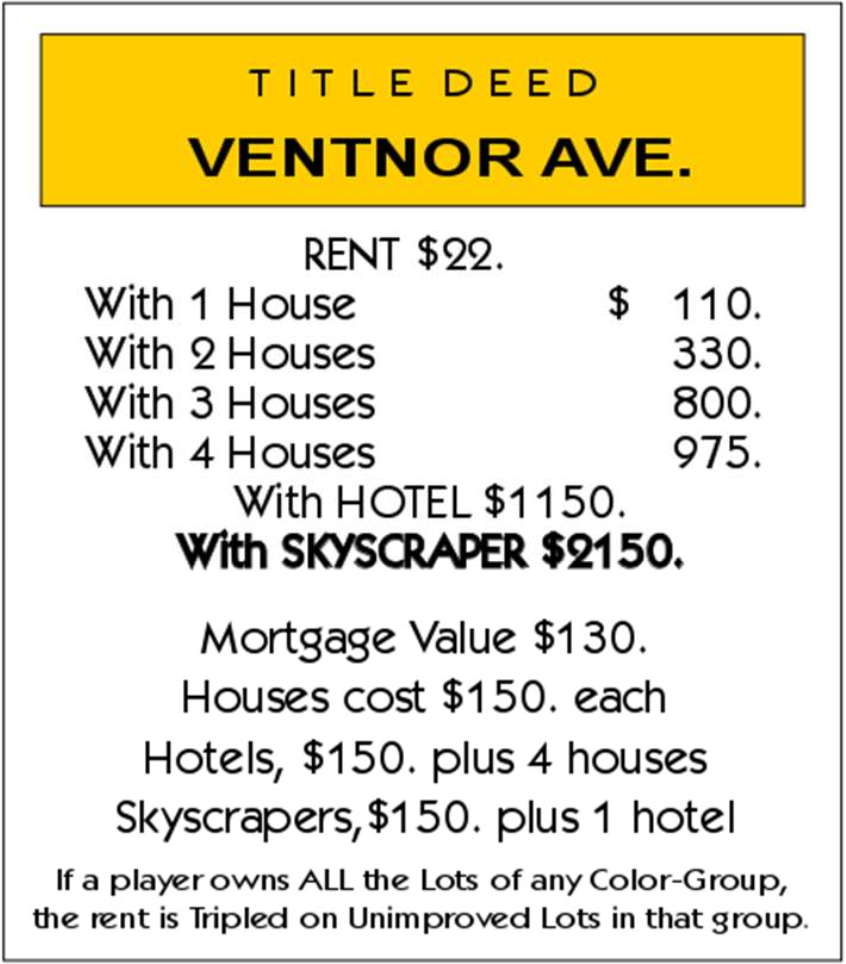 TITLE DEED
VENTNOR AVE.
RENT $22.
With 1 House $ 110.
With 2 Houses 330.
With 3 Houses 800.
With 4 Houses 975.
With HOTEL $1150.
With SKYSCRAPER $2150.
Mortgage Value $130.
Houses cost $150. each
Hotels, $150. plus 4 houses
Skyscrapers,$150. plus 1 hotel
If a player owns ALL the Lots of any Color-Group,
the rent is Tripled on Unimproved Lots in that group.